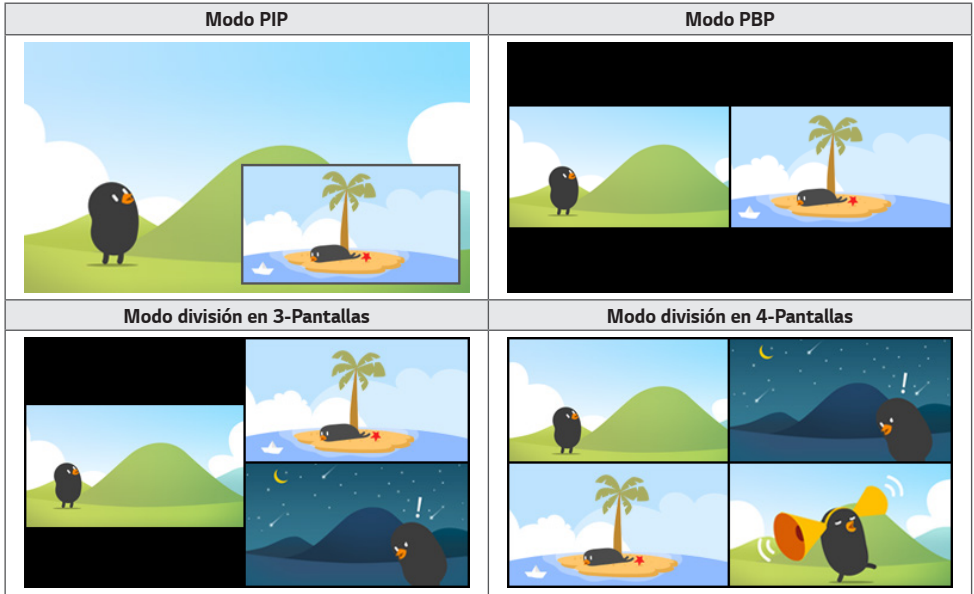 Modo PIP
Modo PBP
Modo división en 3-Pantallas
Modo división en 4-Pantallas
!
!